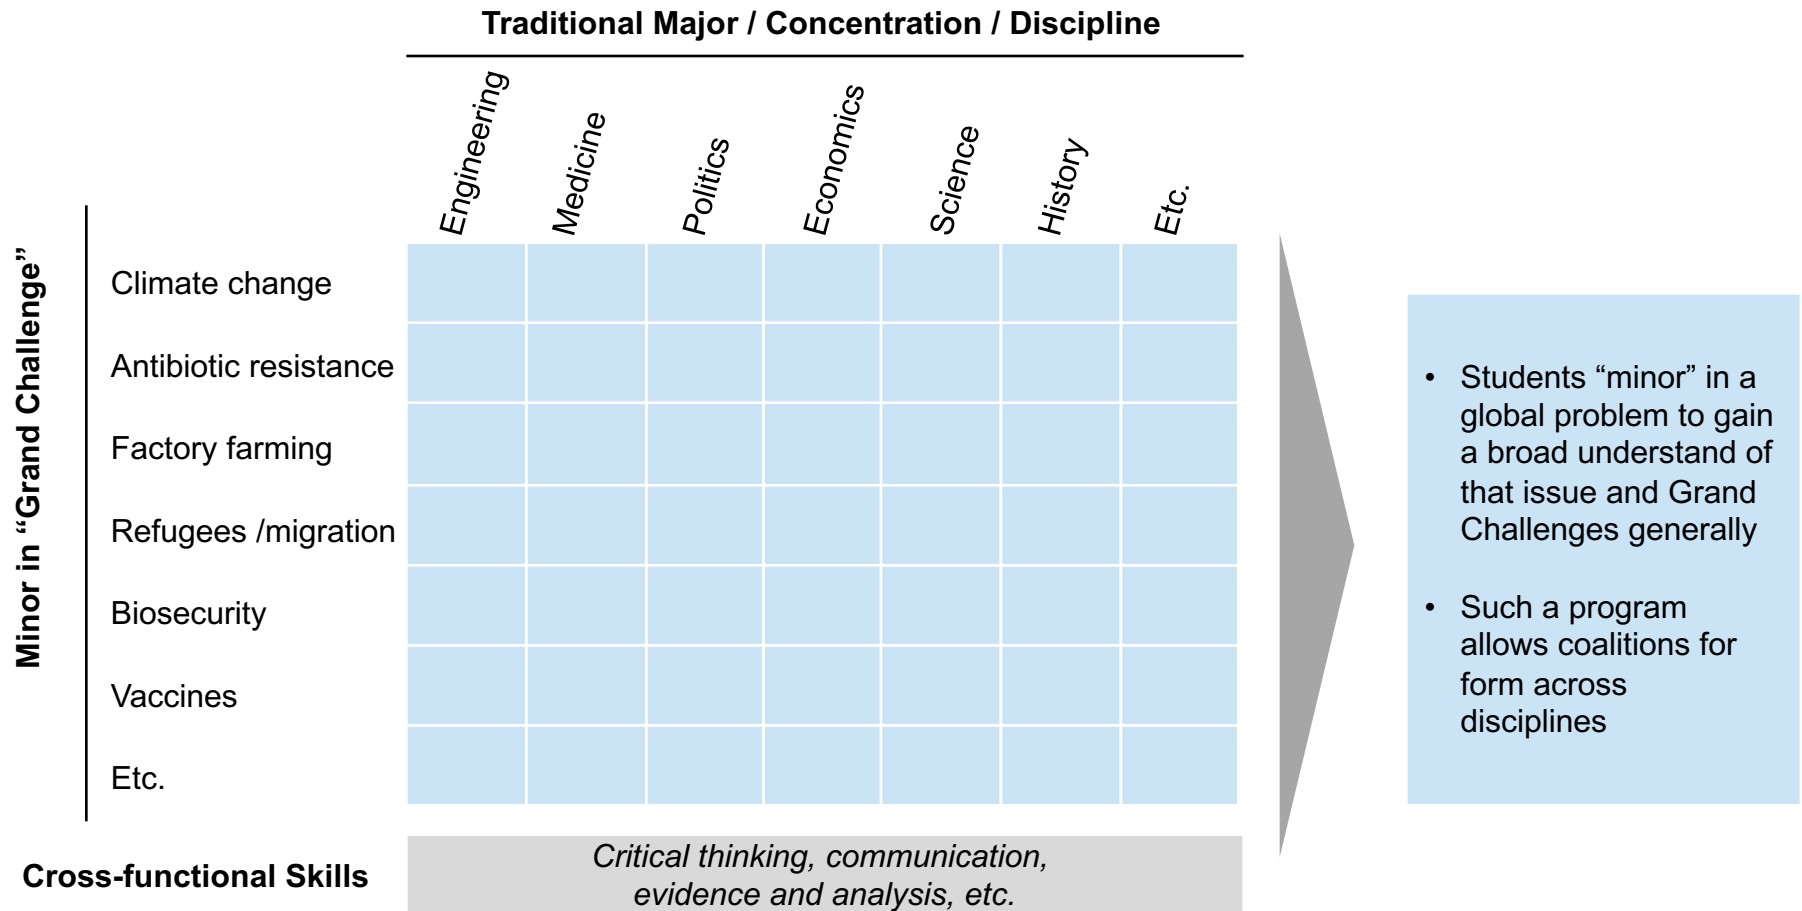 Traditional Major / Concentration / Discipline
Engineering
Medicine
Politics
Economics
Science
History
Etc.
Minor in “Grand Challenge”
Climate change
Antibiotic resistance
Factory farming
Refugees /migration
Biosecurity
Vaccines
Etc.
Cross-functional Skills
Critical thinking, communication,
evidence and analysis, etc.
• Students “minor” in a
global problem to gain
a broad understand of
that issue and Grand
Challenges generally
• Such a program
allows coalitions for
form across
disciplines